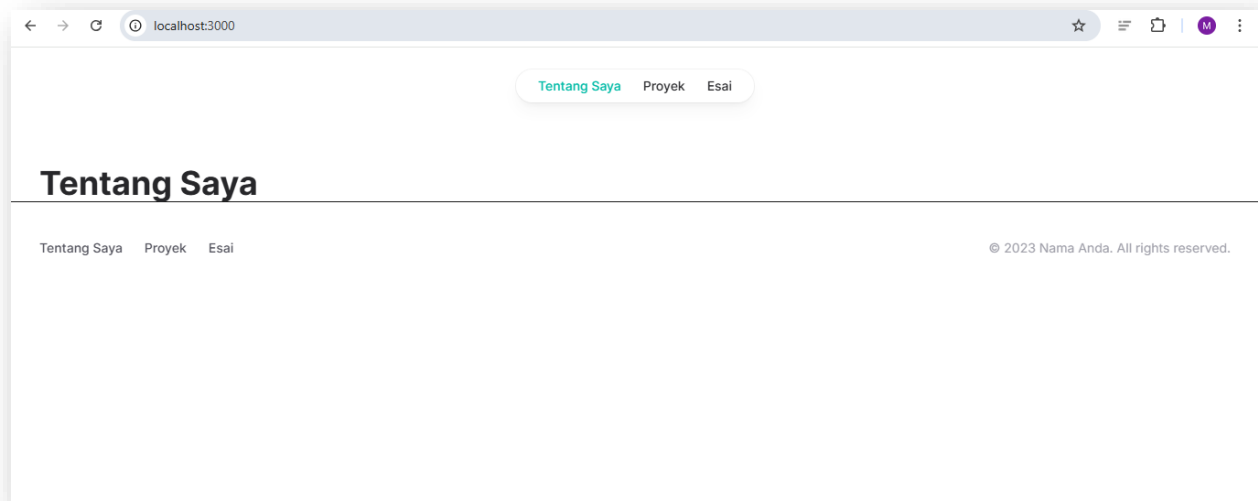 localhost:3000
M
Tentang Saya Proyek Esai
Tentang Saya
Tentang Saya Proyek Esai © 2023 Nama Anda. All rights reserved.